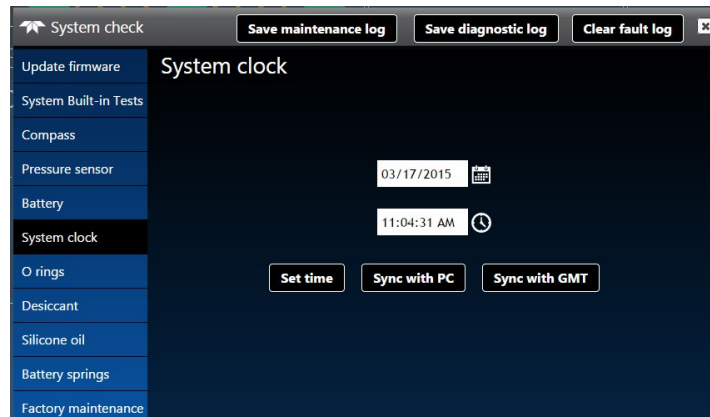 System check
Save maintenance log
Save diagnostic log
Clear fault log
Update firmware
System Built-in Tests
Compass
Pressure sensor
Battery
System clock
O rings
Desiccant
Silicone oil
Battery springs
Factory maintenance
System clock
03/17/2015
11:04:31 AM
Set time
Sync with PC
Sync with GMT